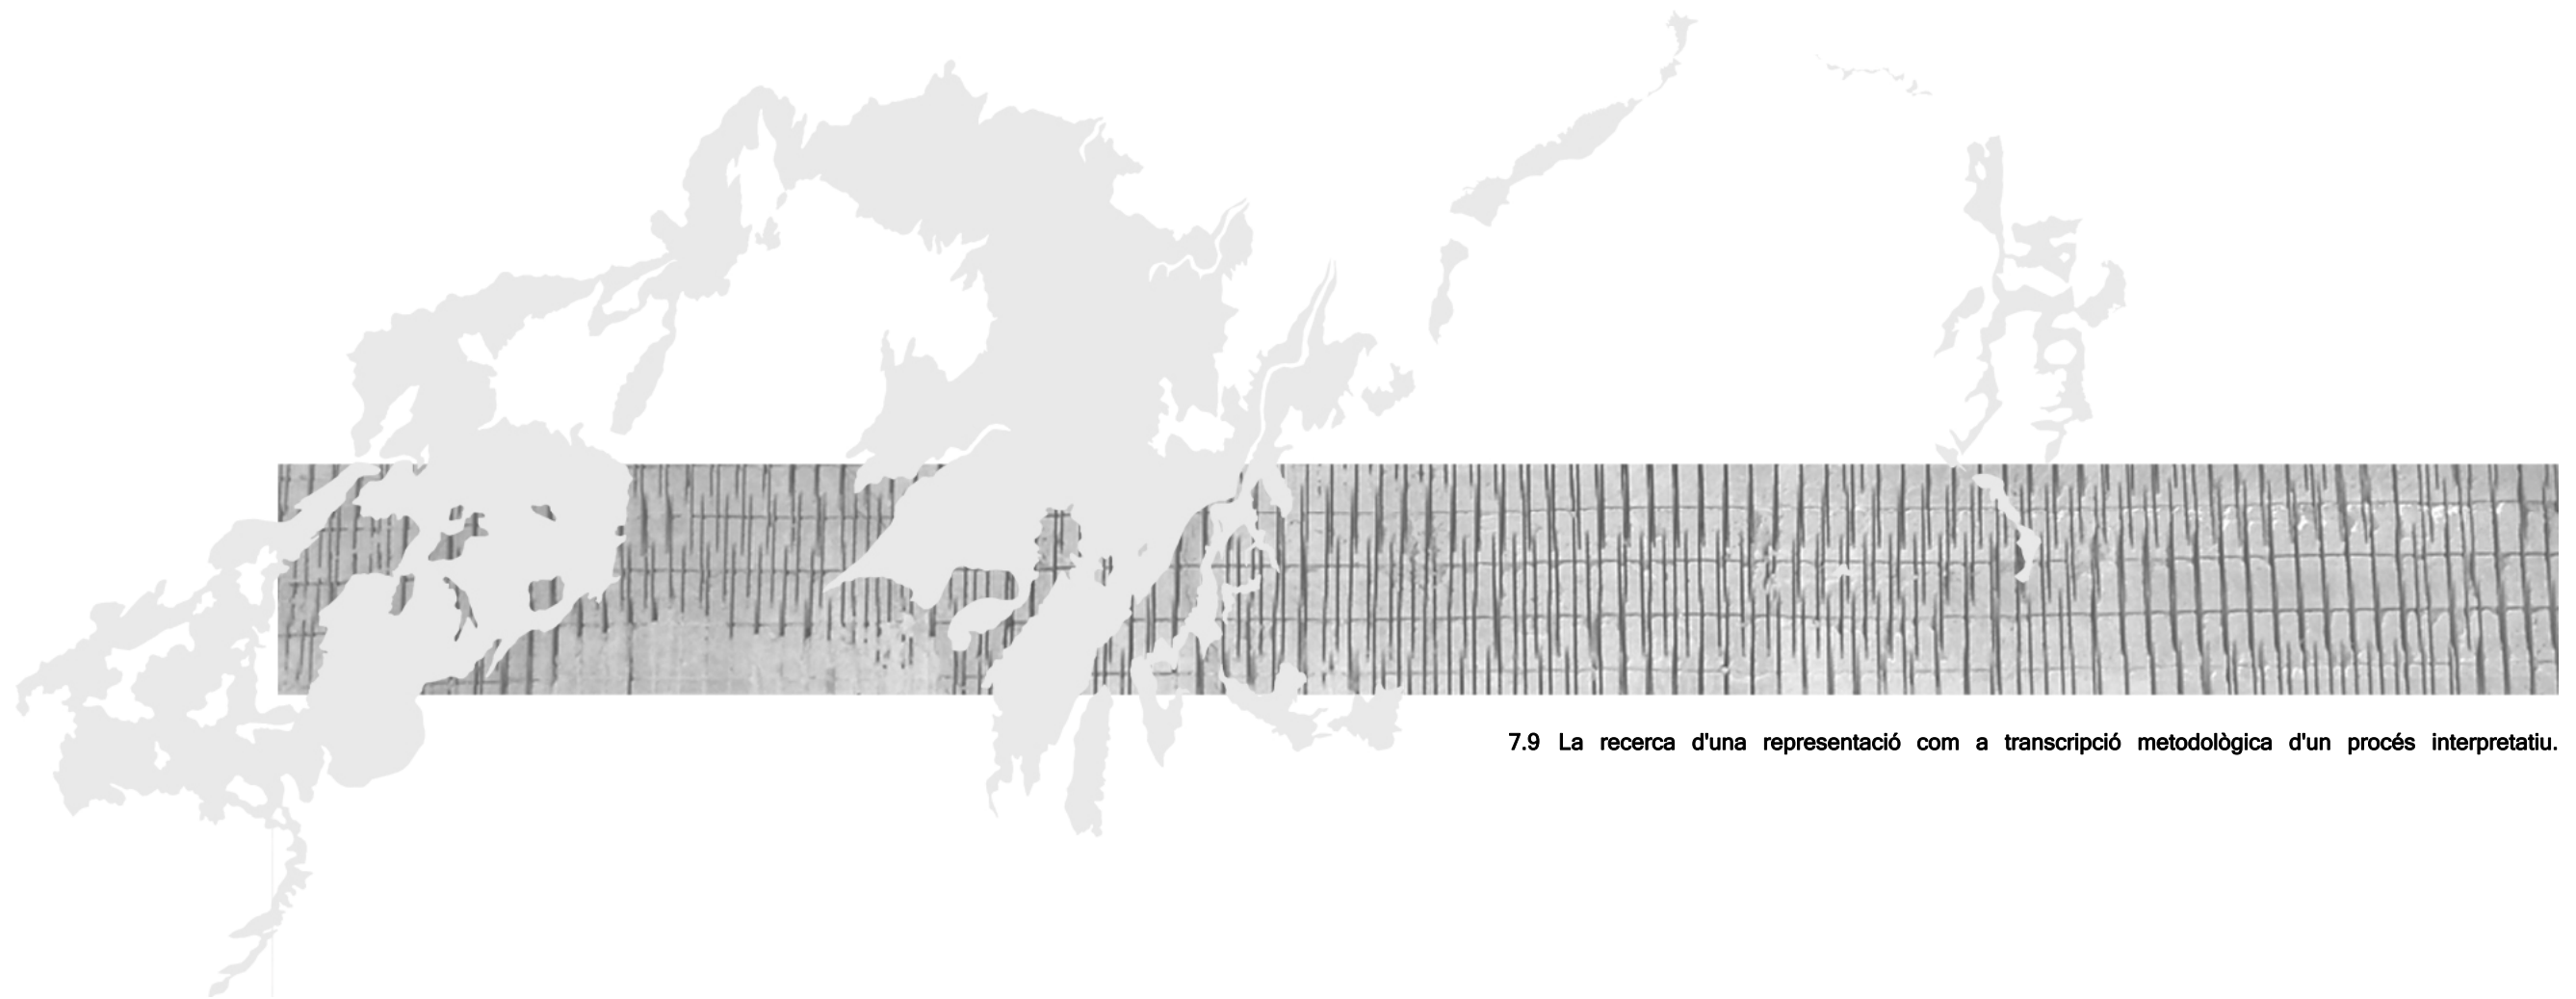 7.9 La recerca d'una representació com a transcripció metodològica d'un procés interpretatiu.